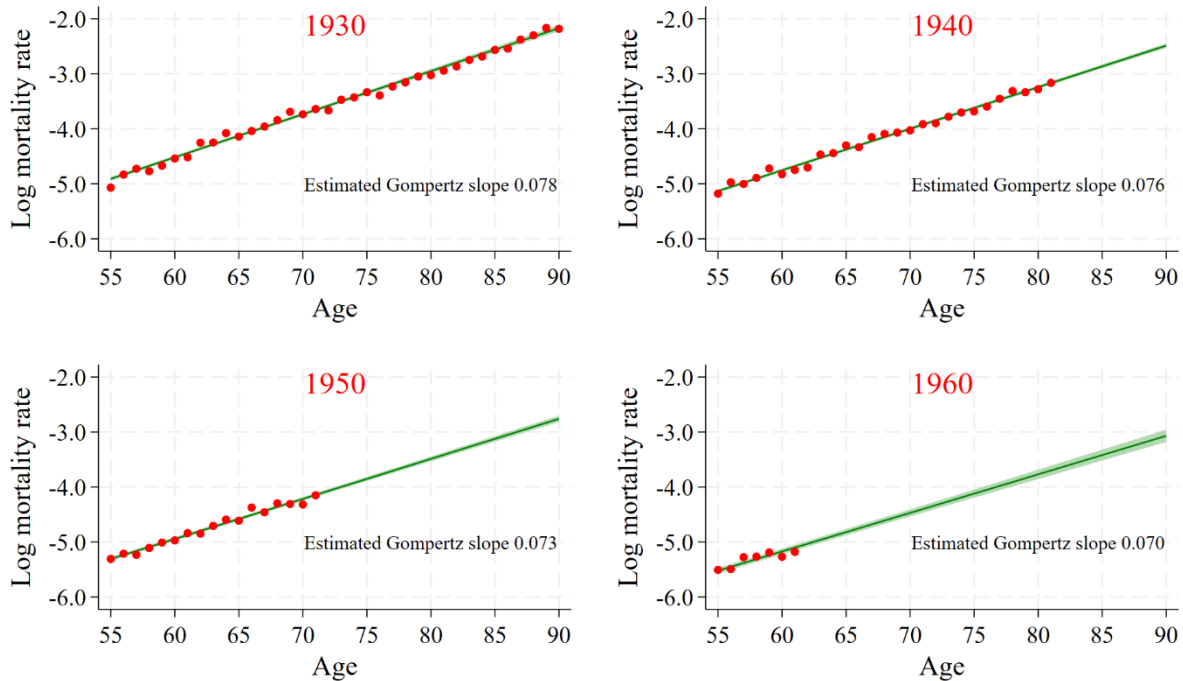 1930
Log mortality rate
-2.0
-3.0
-4.0
-5.0
-6.0
Estimated Gompertz slope 0.078
55 60 65 70 75 80 85 90
Age
1940
Log mortality rate
-2.0
-3.0
-4.0
-5.0
-6.0
Estimated Gompertz slope 0.076
55 60 65 70 75 80 85 90
Age
1950
Log mortality rate
-2.0
-3.0
-4.0
-5.0
-6.0
Estimated Gompertz slope 0.073
55 60 65 70 75 80 85 90
Age
1960
Log mortality rate
-2.0
-3.0
-4.0
-5.0
-6.0
Estimated Gompertz slope 0.070
55 60 65 70 75 80 85 90
Age